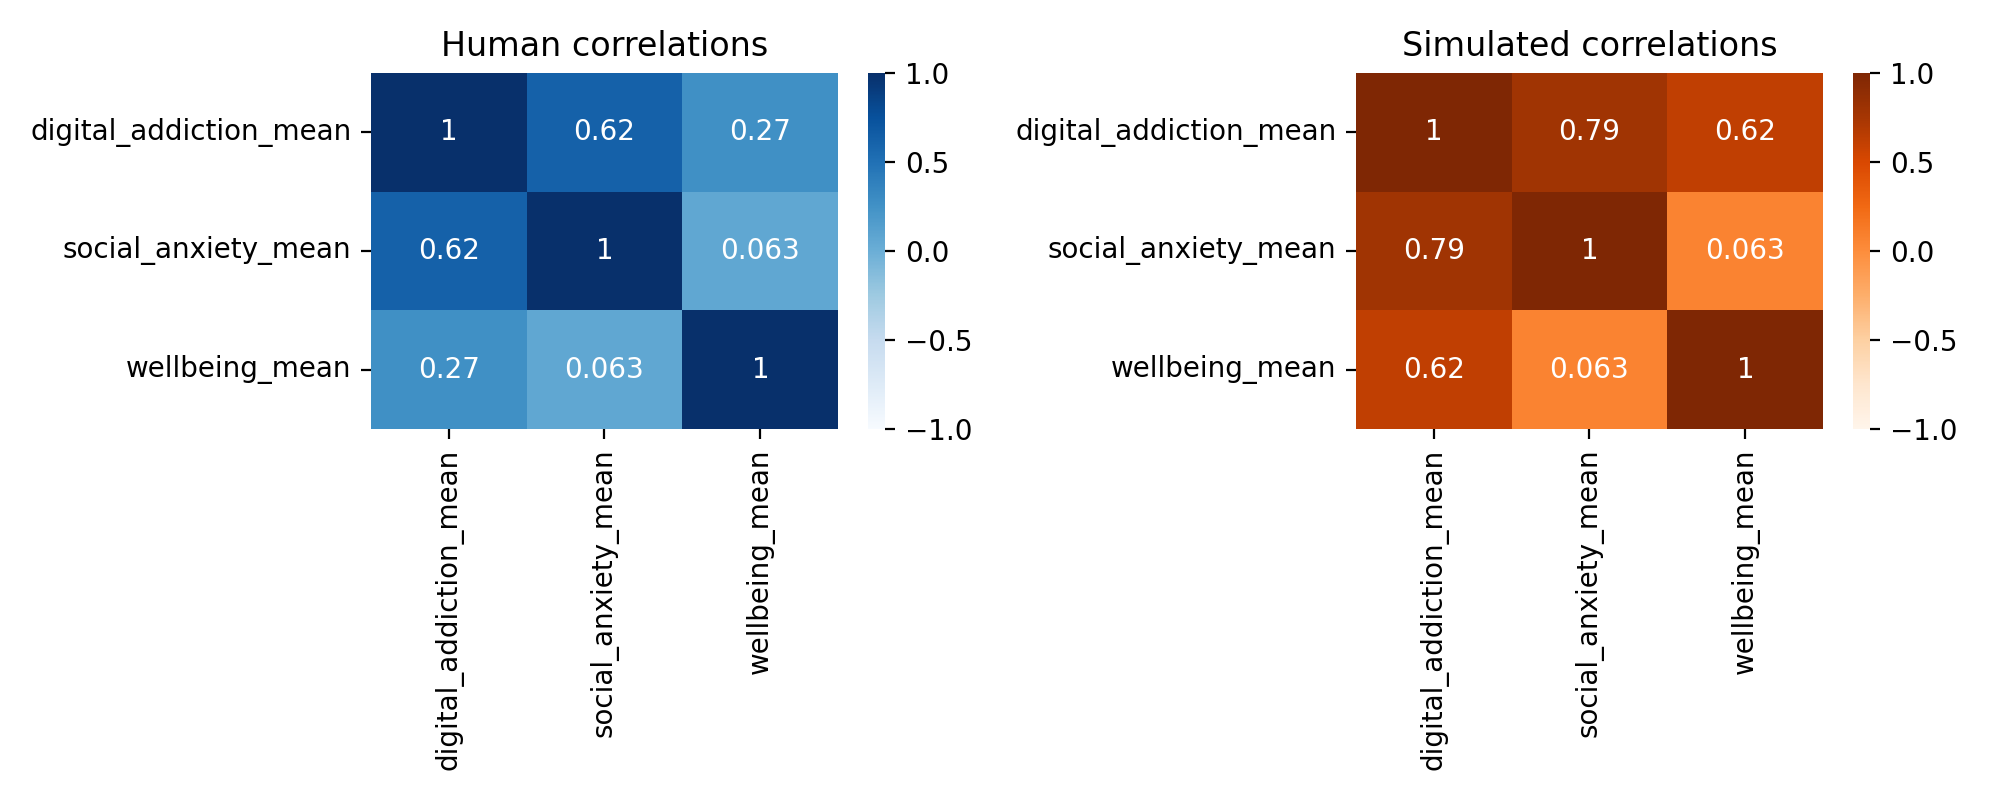 Human correlations
digital_addiction_mean
social_anxiety_mean
wellbeing_mean
1 0.62 0.27
0.62 1 0.063
0.27 0.063 1
1.0
0.5
0.0
−0.5
−1.0
digital_addiction_mean
social_anxiety_mean
wellbeing_mean
Simulated correlations
digital_addiction_mean
social_anxiety_mean
wellbeing_mean
1 0.79 0.62
0.79 1 0.063
0.62 0.063 1
1.0
0.5
0.0
−0.5
−1.0
digital_addiction_mean
social_anxiety_mean
wellbeing_mean